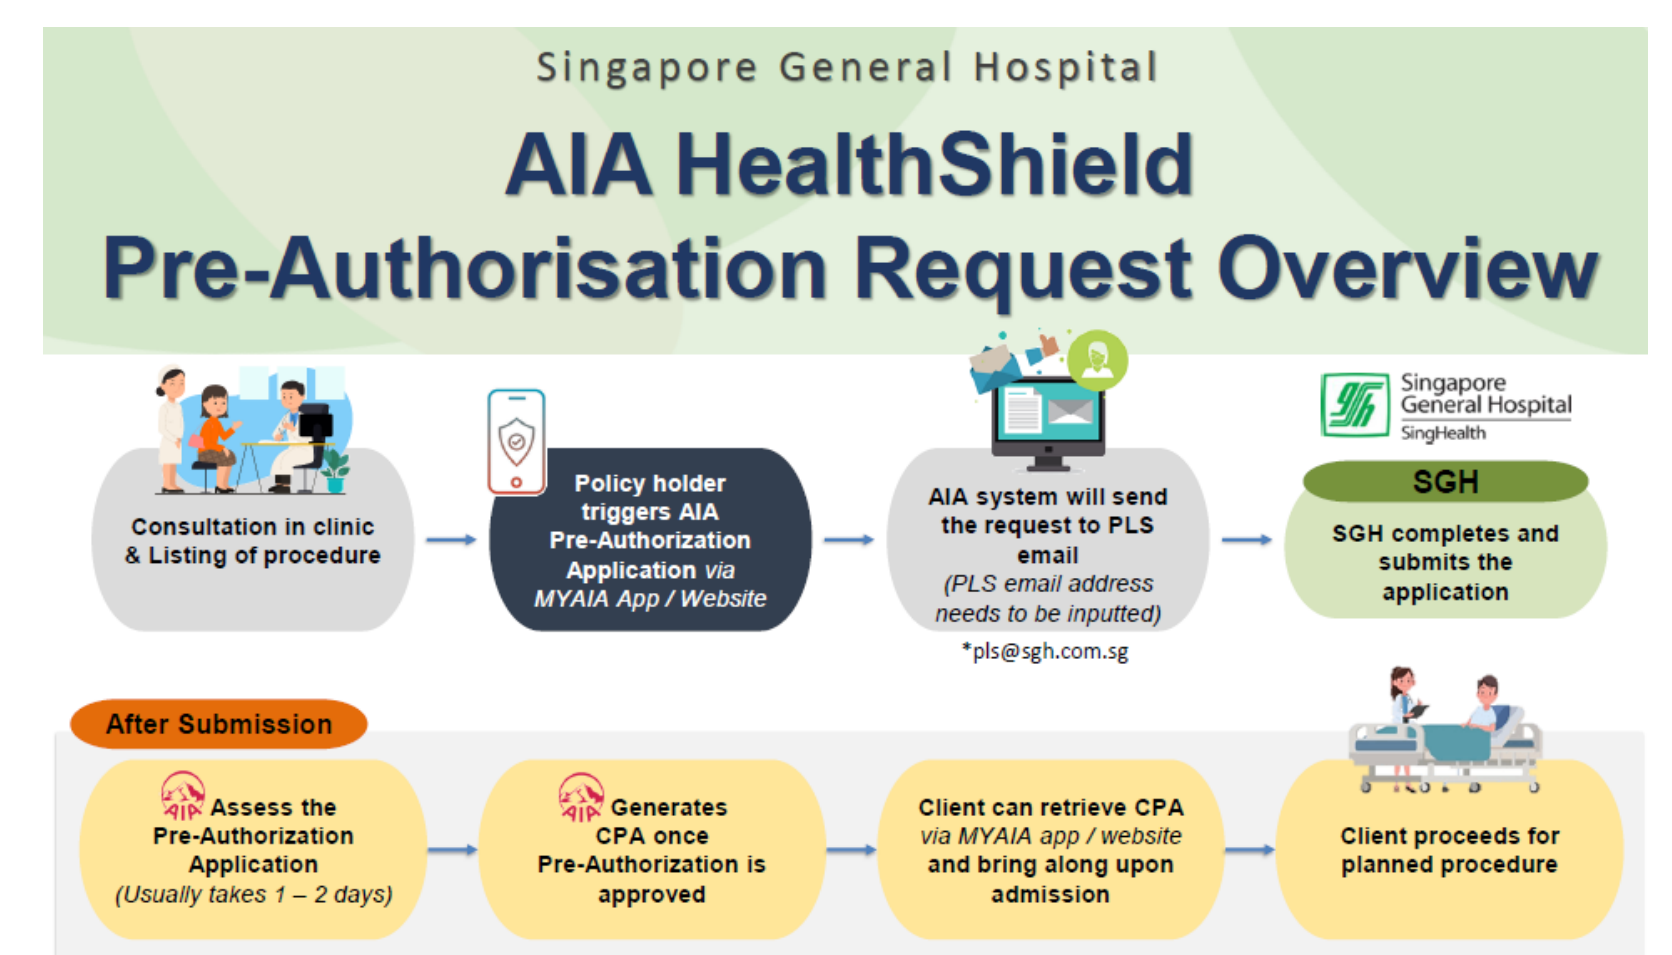 Singapore General Hospital
AIA HealthShield
Pre-Authorisation Request Overview
Consultation in clinic
& Listing of procedure
Policy holder
triggers AIA
Pre-Authorization
Application via
MYAIA App / Website
AIA system will send
the request to PLS
email
(PLS email address
needs to be inputted)
*pls@sgh.com.sg
Singapore
General Hospital
SingHealth
SGH
SGH completes and
submits the
application
After Submission
AIA Assess the
Pre-Authorization
Application
(Usually takes 1 – 2 days)
AIA Generates
CPA once
Pre-Authorization is
approved
Client can retrieve CPA
via MYAIA app / website
and bring along upon
admission
Client proceeds for
planned procedure